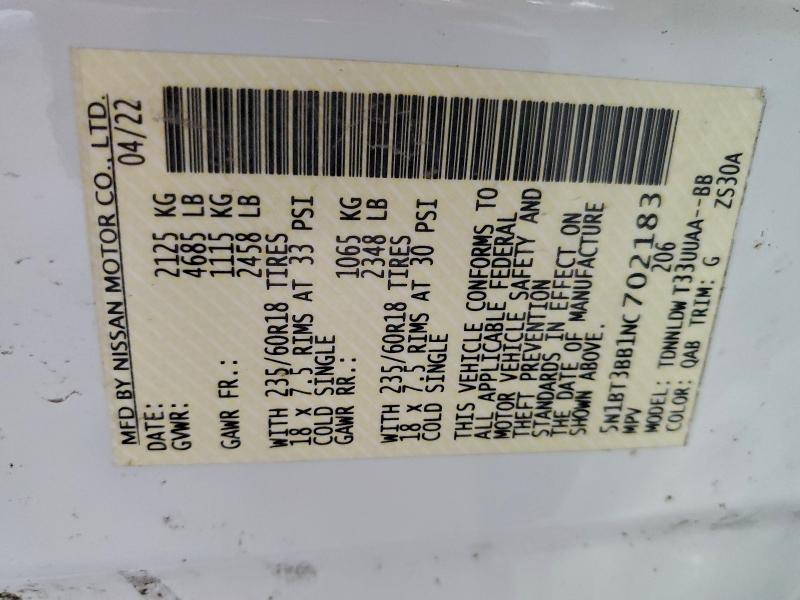 MFD BY NISSAN MOTOR CO., LTD.
DATE: 04/22
GVWR: 2125 KG
4685 LB
GAWR FR.: 1115 KG
2458 LB
WITH 235/60R18 TIRES
18 X 7.5 RIMS AT 33 PSI
COLD SINGLE
GAWR RR.: 1065 KG
2348 LB
WITH 235/60R18 TIRES
18 X 7.5 RIMS AT 30 PSI
COLD SINGLE
THIS VEHICLE CONFORMS TO
ALL APPLICABLE FEDERAL
MOTOR VEHICLE SAFETY AND
THEFT PREVENTION
STANDARDS IN EFFECT ON
THE DATE OF MANUFACTURE
SHOWN ABOVE.
5N1BT3BB1NC702183
MPV 206
MODEL: TDNNLDW T33UUAA--BB
COLOR: QAB TRIM: G ZS30A